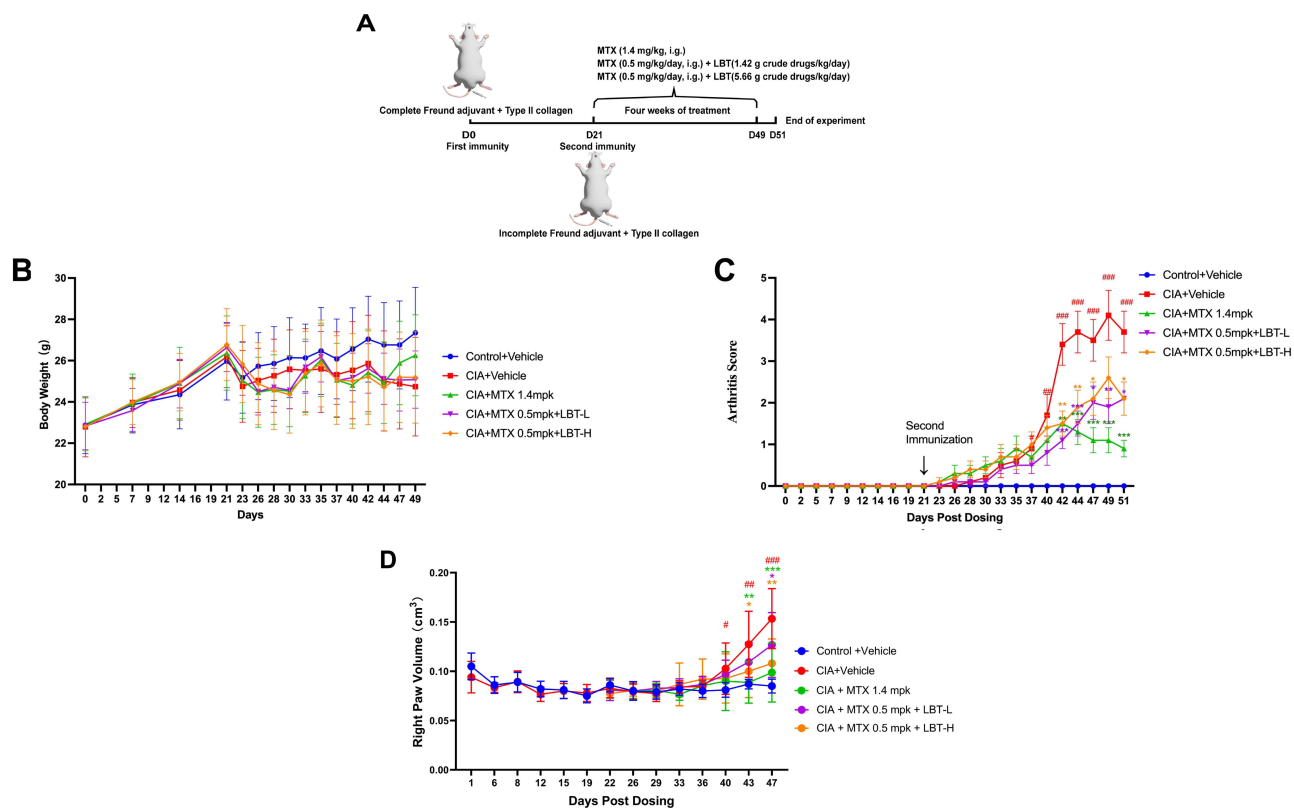 A
MTX (1.4 mg/kg, i.g.)
MTX (0.5 mg/kg/day, i.g.) + LBT(1.42 g crude drugs/kg/day)
MTX (0.5 mg/kg/day, i.g.) + LBT(5.66 g crude drugs/kg/day)
Complete Freund adjuvant + Type II collagen
Four weeks of treatment
End of experiment
D0
D21
D49
D51
First immunity
Second immunity
Incomplete Freund adjuvant + Type II collagen
B
Body Weight (g)
30
28
26
24
22
20
0 2 5 7 9 12 14 16 19 21 23 26 28 30 33 35 37 40 42 44 47 49
Days
Control+Vehicle
CIA+Vehicle
CIA+MTX 1.4mpk
CIA+MTX 0.5mpk+LBT-L
CIA+MTX 0.5mpk+LBT-H
C
Arthritis Score
5
4
3
2
1
0
Second
Immunization
# ## ### ### ### ### ###
** *** ** * * *
** *** *** *** * ** *
*** *** ***
0 2 5 7 9 12 14 16 19 21 23 26 28 30 33 35 37 40 42 44 47 49 51
Days Post Dosing
Control+Vehicle
CIA+Vehicle
CIA+MTX 1.4mpk
CIA+MTX 0.5mpk+LBT-L
CIA+MTX 0.5mpk+LBT-H
D
Right Paw Volume (cm³)
0.20
0.15
0.10
0.05
0.00
# ## ###
** ***
*
* **
1 6 8 12 15 19 22 26 29 33 36 40 43 47
Days Post Dosing
Control +Vehicle
CIA+Vehicle
CIA + MTX 1.4 mpk
CIA + MTX 0.5 mpk + LBT-L
CIA + MTX 0.5 mpk + LBT-H